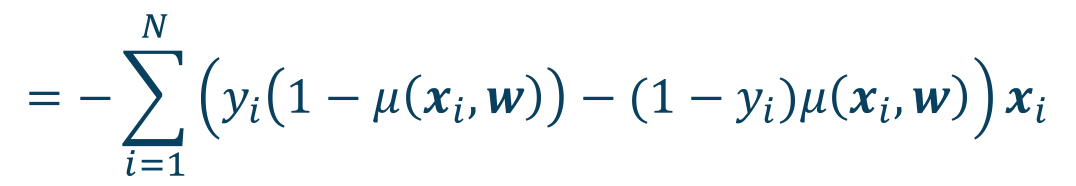 = − ∑_{i=1}^{N} (y_i(1 − μ(𝒙_i, 𝒘)) − (1 − y_i)μ(𝒙_i, 𝒘)) 𝒙_i